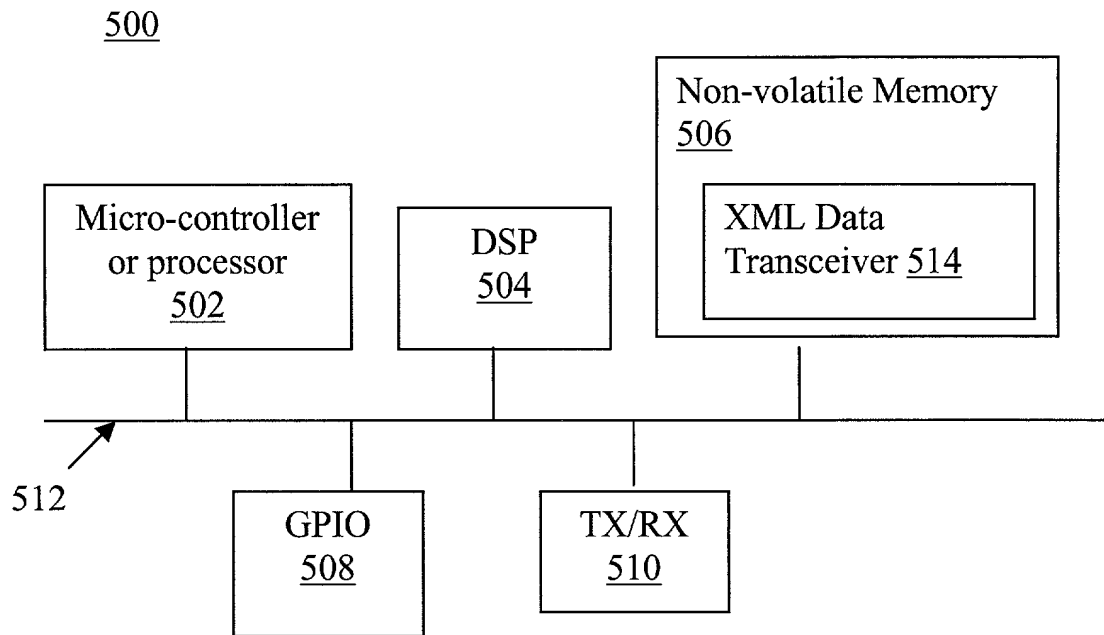 500
Non-volatile Memory
506
XML Data
Transceiver 514
Micro-controller
or processor
502
DSP
504
512
GPIO
508
TX/RX
510